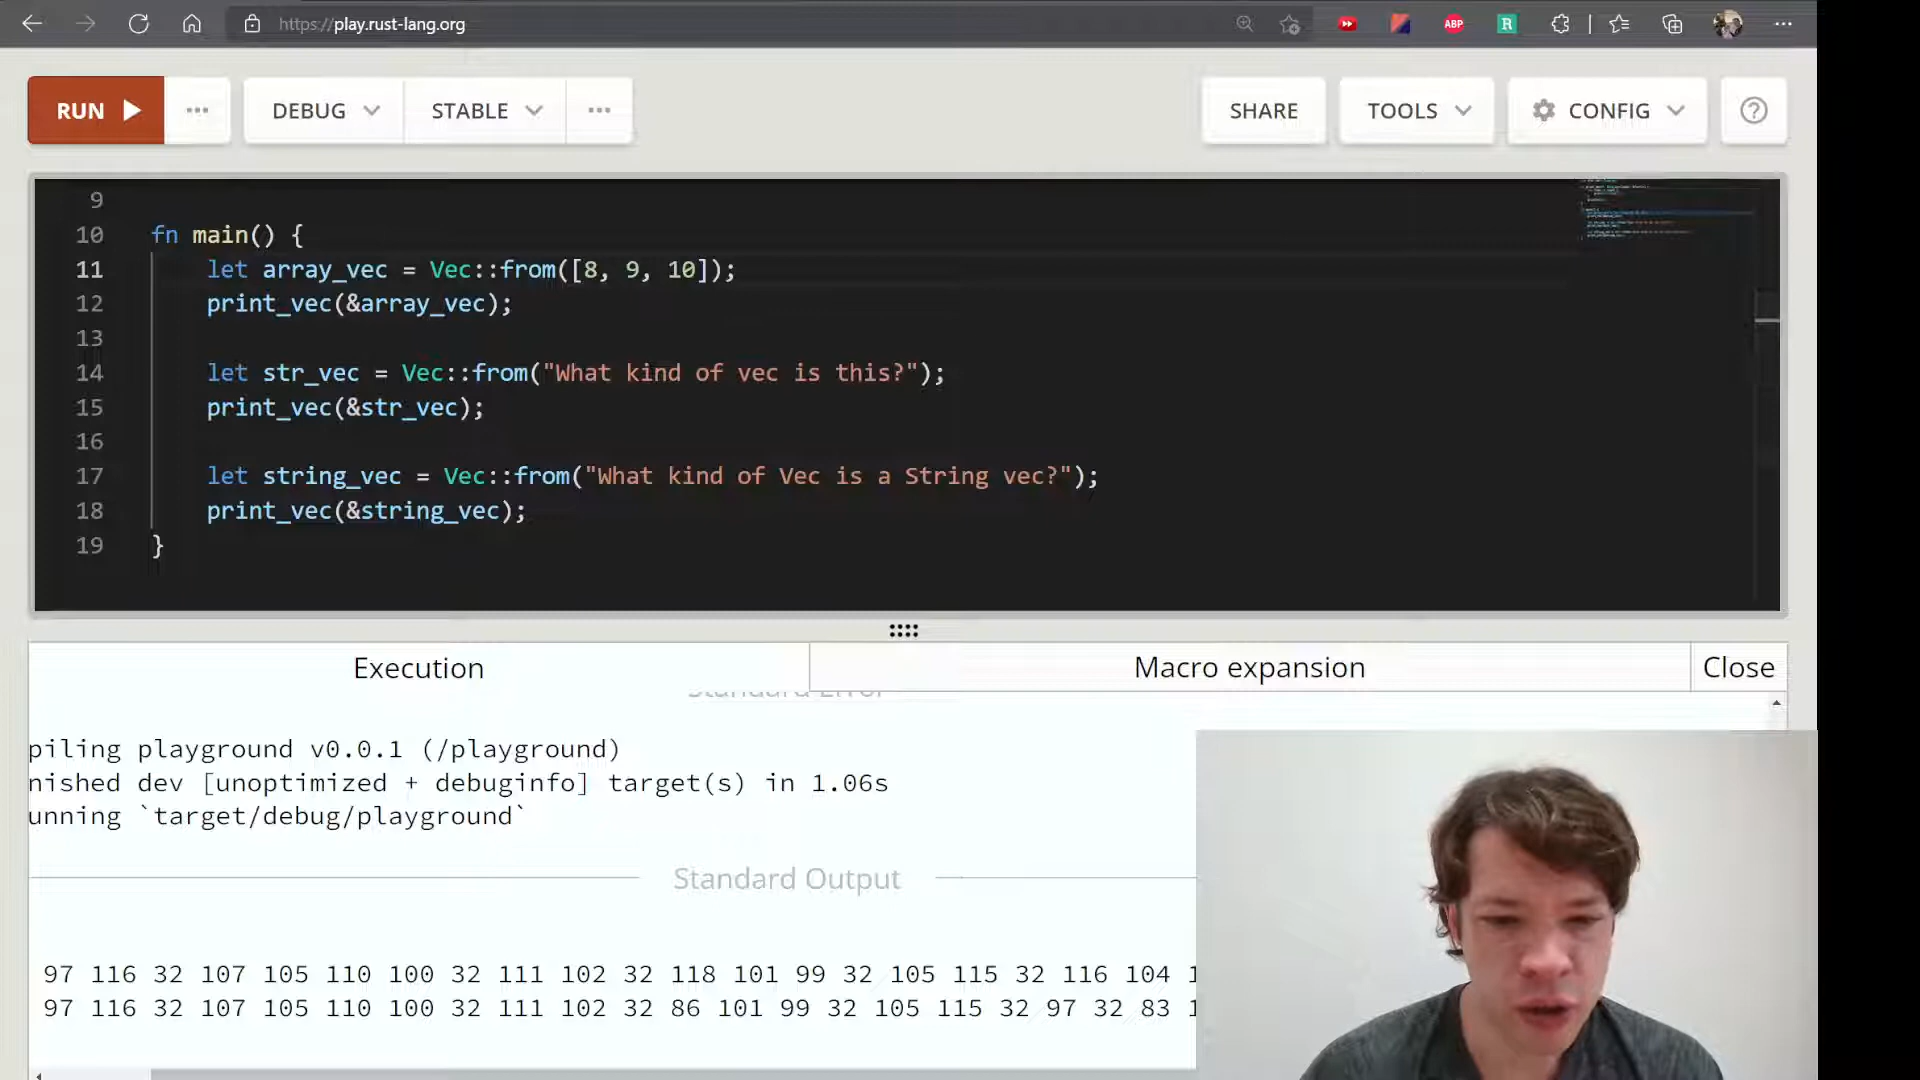 https://play.rust-lang.org
ABP
R
RUN
DEBUG
STABLE
SHARE
TOOLS
CONFIG
9
10 fn main() {
11 let array_vec = Vec::from([8, 9, 10]);
12 print_vec(&array_vec);
13
14 let str_vec = Vec::from("What kind of vec is this?");
15 print_vec(&str_vec);
16
17 let string_vec = Vec::from("What kind of Vec is a String vec?");
18 print_vec(&string_vec);
19 }
Execution
Macro expansion
Close
Standard Error
piling playground v0.0.1 (/playground)
nished dev [unoptimized + debuginfo] target(s) in 1.06s
unning `target/debug/playground`
Standard Output
97 116 32 107 105 110 100 32 111 102 32 118 101 99 32 105 115 32 116 104 1
97 116 32 107 105 110 100 32 111 102 32 86 101 99 32 105 115 32 97 32 83 1